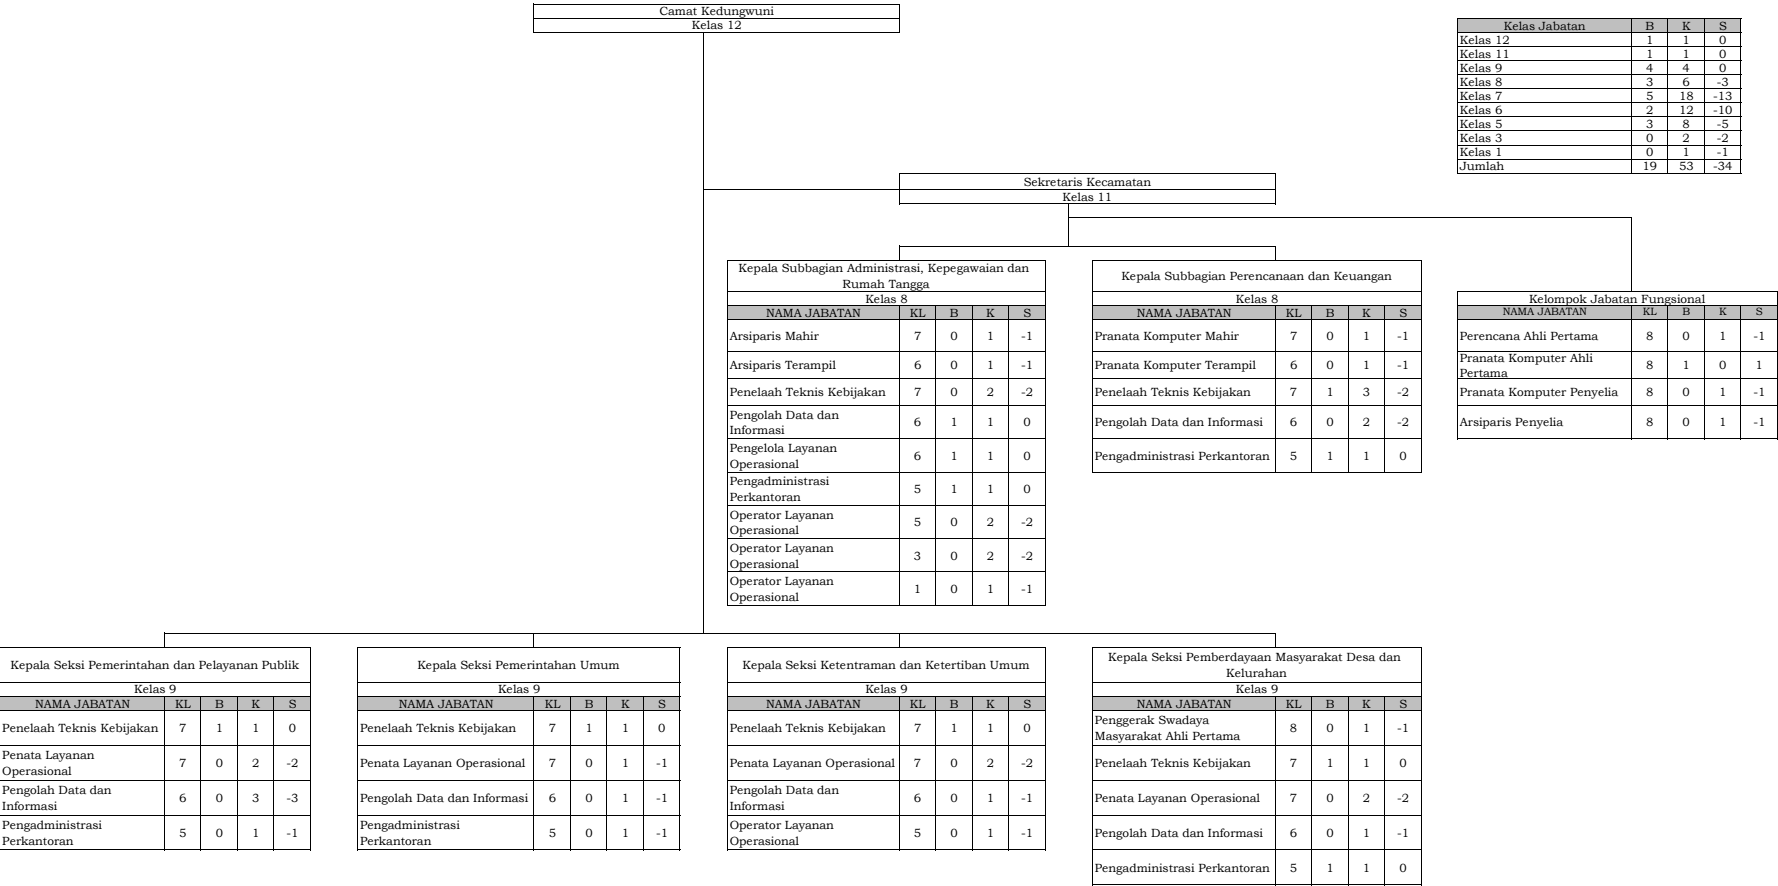 Camat Kedungwuni
Kelas 12
Kelas Jabatan B K S
Kelas 12 1 1 0
Kelas 11 1 1 0
Kelas 9 4 4 0
Kelas 8 3 6 -3
Kelas 7 5 18 -13
Kelas 6 2 12 -10
Kelas 5 3 8 -5
Kelas 3 0 2 -2
Kelas 1 0 1 -1
Jumlah 19 53 -34
Sekretaris Kecamatan
Kelas 11
Kepala Subbagian Administrasi, Kepegawaian dan
Rumah Tangga
Kelas 8
NAMA JABATAN KL B K S
Arsiparis Mahir 7 0 1 -1
Arsiparis Terampil 6 0 1 -1
Penelaah Teknis Kebijakan 7 0 2 -2
Pengolah Data dan
Informasi 6 1 1 0
Pengelola Layanan
Operasional 6 1 1 0
Pengadministrasi
Perkantoran 5 1 1 0
Operator Layanan
Operasional 5 0 2 -2
Operator Layanan
Operasional 3 0 2 -2
Operator Layanan
Operasional 1 0 1 -1
Kepala Subbagian Perencanaan dan Keuangan
Kelas 8
NAMA JABATAN KL B K S
Pranata Komputer Mahir 7 0 1 -1
Pranata Komputer Terampil 6 0 1 -1
Penelaah Teknis Kebijakan 7 1 3 -2
Pengolah Data dan Informasi 6 0 2 -2
Pengadministrasi Perkantoran 5 1 1 0
Kelompok Jabatan Fungsional
NAMA JABATAN KL B K S
Perencana Ahli Pertama 8 0 1 -1
Pranata Komputer Ahli
Pertama 8 1 0 1
Pranata Komputer Penyelia 8 0 1 -1
Arsiparis Penyelia 8 0 1 -1
Kepala Seksi Pemerintahan dan Pelayanan Publik
Kelas 9
NAMA JABATAN KL B K S
Penelaah Teknis Kebijakan 7 1 1 0
Penata Layanan
Operasional 7 0 2 -2
Pengolah Data dan
Informasi 6 0 3 -3
Pengadministrasi
Perkantoran 5 0 1 -1
Kepala Seksi Pemerintahan Umum
Kelas 9
NAMA JABATAN KL B K S
Penelaah Teknis Kebijakan 7 1 1 0
Penata Layanan Operasional 7 0 1 -1
Pengolah Data dan Informasi 6 0 1 -1
Pengadministrasi
Perkantoran 5 0 1 -1
Kepala Seksi Ketentraman dan Ketertiban Umum
Kelas 9
NAMA JABATAN KL B K S
Penelaah Teknis Kebijakan 7 1 1 0
Penata Layanan Operasional 7 0 2 -2
Pengolah Data dan
Informasi 6 0 1 -1
Operator Layanan
Operasional 5 0 1 -1
Kepala Seksi Pemberdayaan Masyarakat Desa dan
Kelurahan
Kelas 9
NAMA JABATAN KL B K S
Penggerak Swadaya
Masyarakat Ahli Pertama 8 0 1 -1
Penelaah Teknis Kebijakan 7 1 1 0
Penata Layanan Operasional 7 0 2 -2
Pengolah Data dan Informasi 6 0 1 -1
Pengadministrasi Perkantoran 5 1 1 0